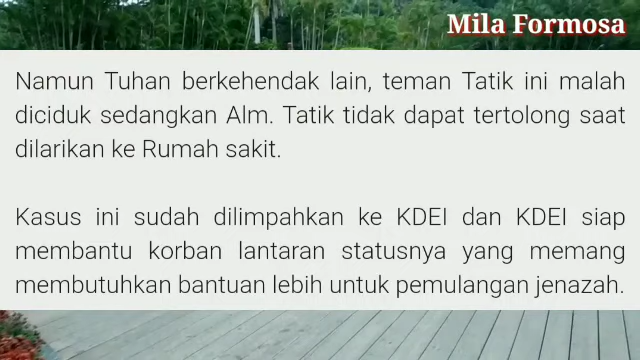 Mila Formosa
Namun Tuhan berkehendak lain, teman Tatik ini malah
diciduk sedangkan Alm. Tatik tidak dapat tertolong saat
dilarikan ke Rumah sakit.
Kasus ini sudah dilimpahkan ke KDEI dan KDEI siap
membantu korban lantaran statusnya yang memang
membutuhkan bantuan lebih untuk pemulangan jenazah.